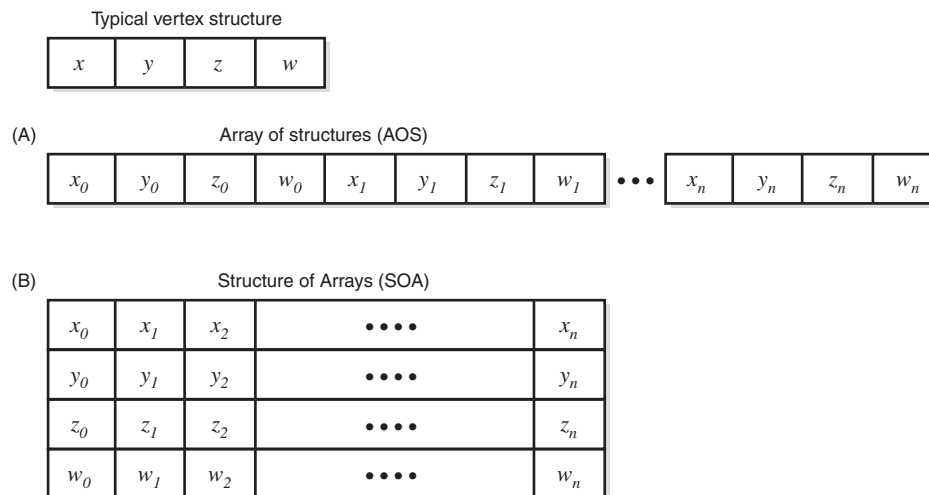 Typical vertex structure
x y z w
(A) Array of structures (AOS)
x0 y0 z0 w0 x1 y1 z1 w1 ••• xn yn zn wn
(B) Structure of Arrays (SOA)
x0 x1 x2 •••• xn
y0 y1 y2 •••• yn
z0 z1 z2 •••• zn
w0 w1 w2 •••• wn